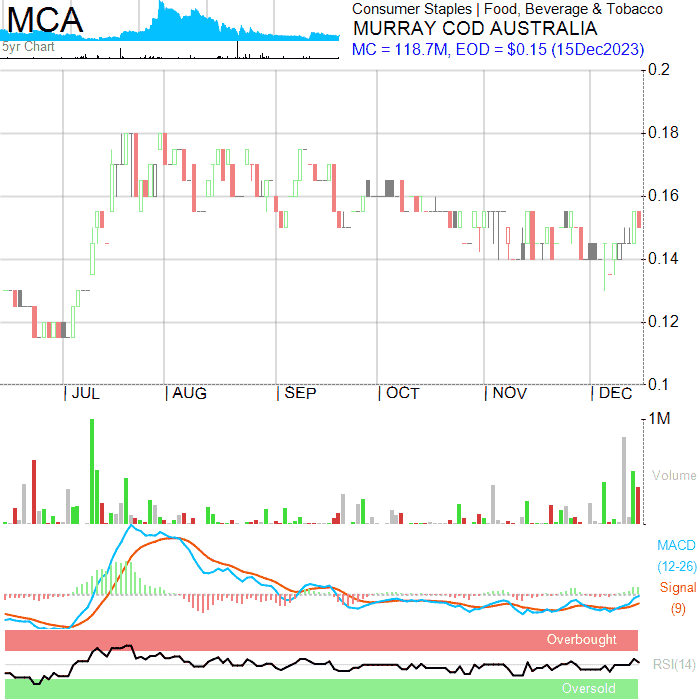 MCA
5yr Chart
Consumer Staples | Food, Beverage & Tobacco
MURRAY COD AUSTRALIA
MC = 118.7M, EOD = $0.15 (15Dec2023)
0.2
0.18
0.16
0.14
0.12
0.1
JUL AUG SEP OCT NOV DEC
1M
Volume
MACD
(12-26)
Signal
(9)
Overbought
RSI(14)
Oversold